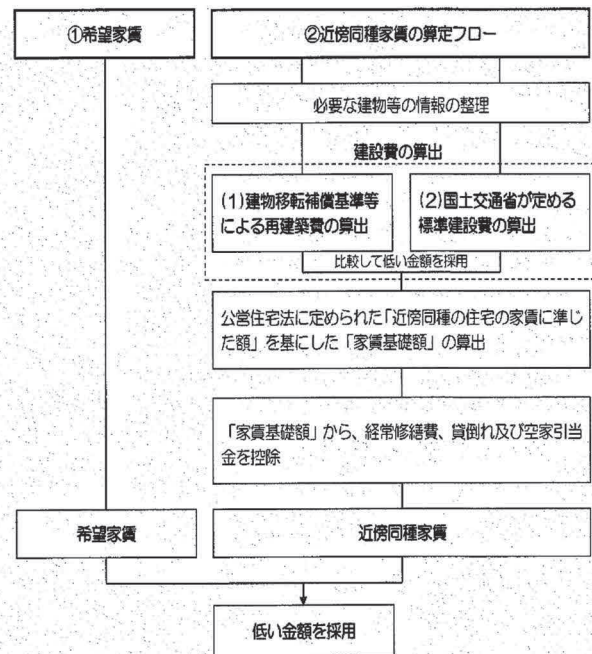 ①希望家賃
②近傍同種家賃の算定フロー
必要な建物等の情報の整理
建設費の算出
(1)建物移転補償基準等
による再建築費の算出
(2)国土交通省が定める
標準建設費の算出
比較して低い金額を採用
公営住宅法に定められた「近傍同種の住宅の家賃に準じ
た額」を基にした「家賃基礎額」の算出
「家賃基礎額」から、経常修繕費、貸倒れ及び空家引当
金を控除
希望家賃
近傍同種家賃
低い金額を採用